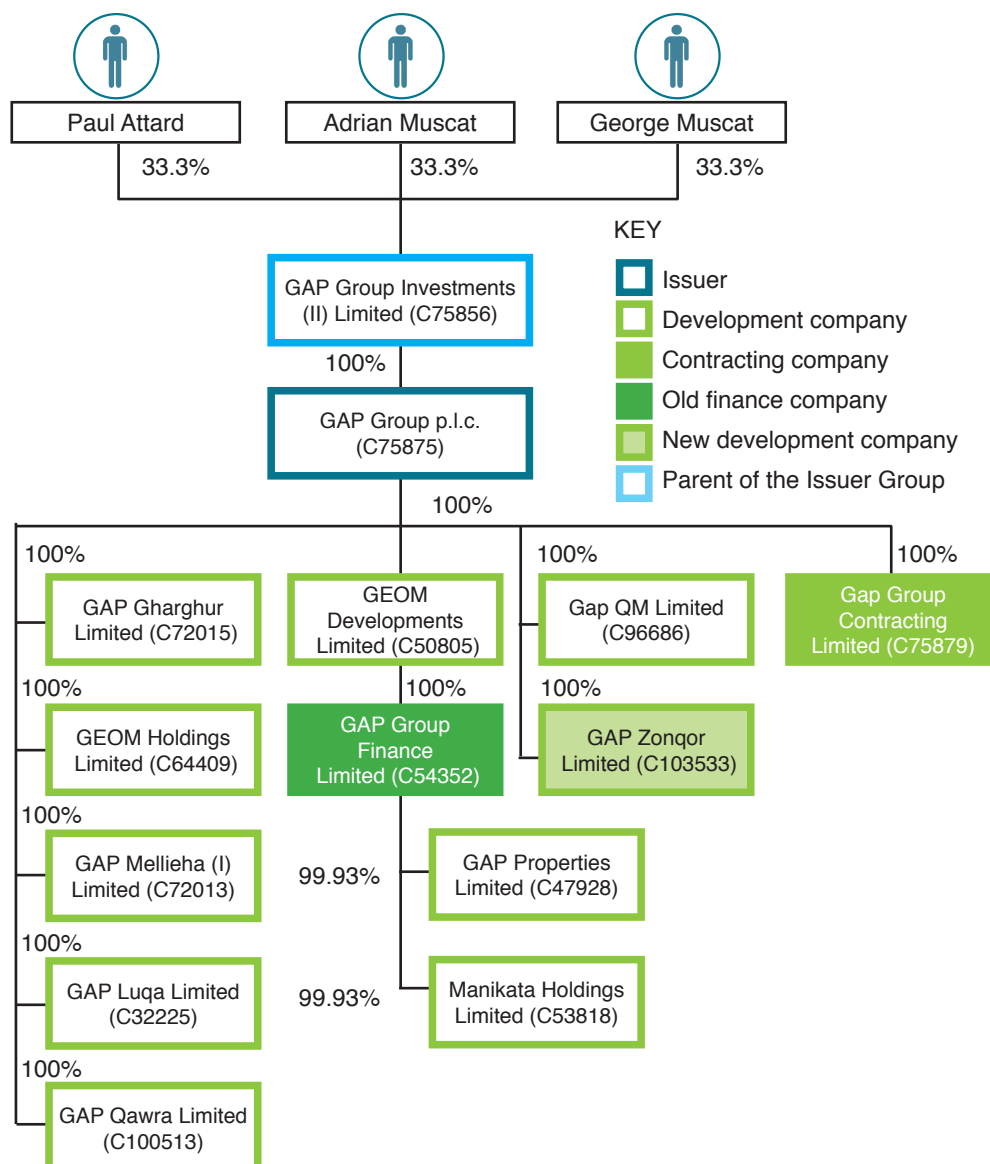 Paul Attard
Adrian Muscat
George Muscat
33.3%
33.3%
33.3%
KEY
Issuer
Development company
Contracting company
Old finance company
New development company
Parent of the Issuer Group
GAP Group Investments
(II) Limited (C75856)
100%
GAP Group p.l.c.
(C75875)
100%
100%
GAP Gharghur
Limited (C72015)
100%
GEOM Holdings
Limited (C64409)
100%
GAP Mellieha (I)
Limited (C72013)
100%
GAP Luqa Limited
(C32225)
100%
GAP Qawra Limited
(C100513)
GEOM
Developments
Limited (C50805)
100%
GAP Group
Finance
Limited (C54352)
99.93%
GAP Properties
Limited (C47928)
99.93%
Manikata Holdings
Limited (C53818)
100%
Gap QM Limited
(C96686)
100%
GAP Zonqor
Limited (C103533)
100%
Gap Group
Contracting
Limited (C75879)